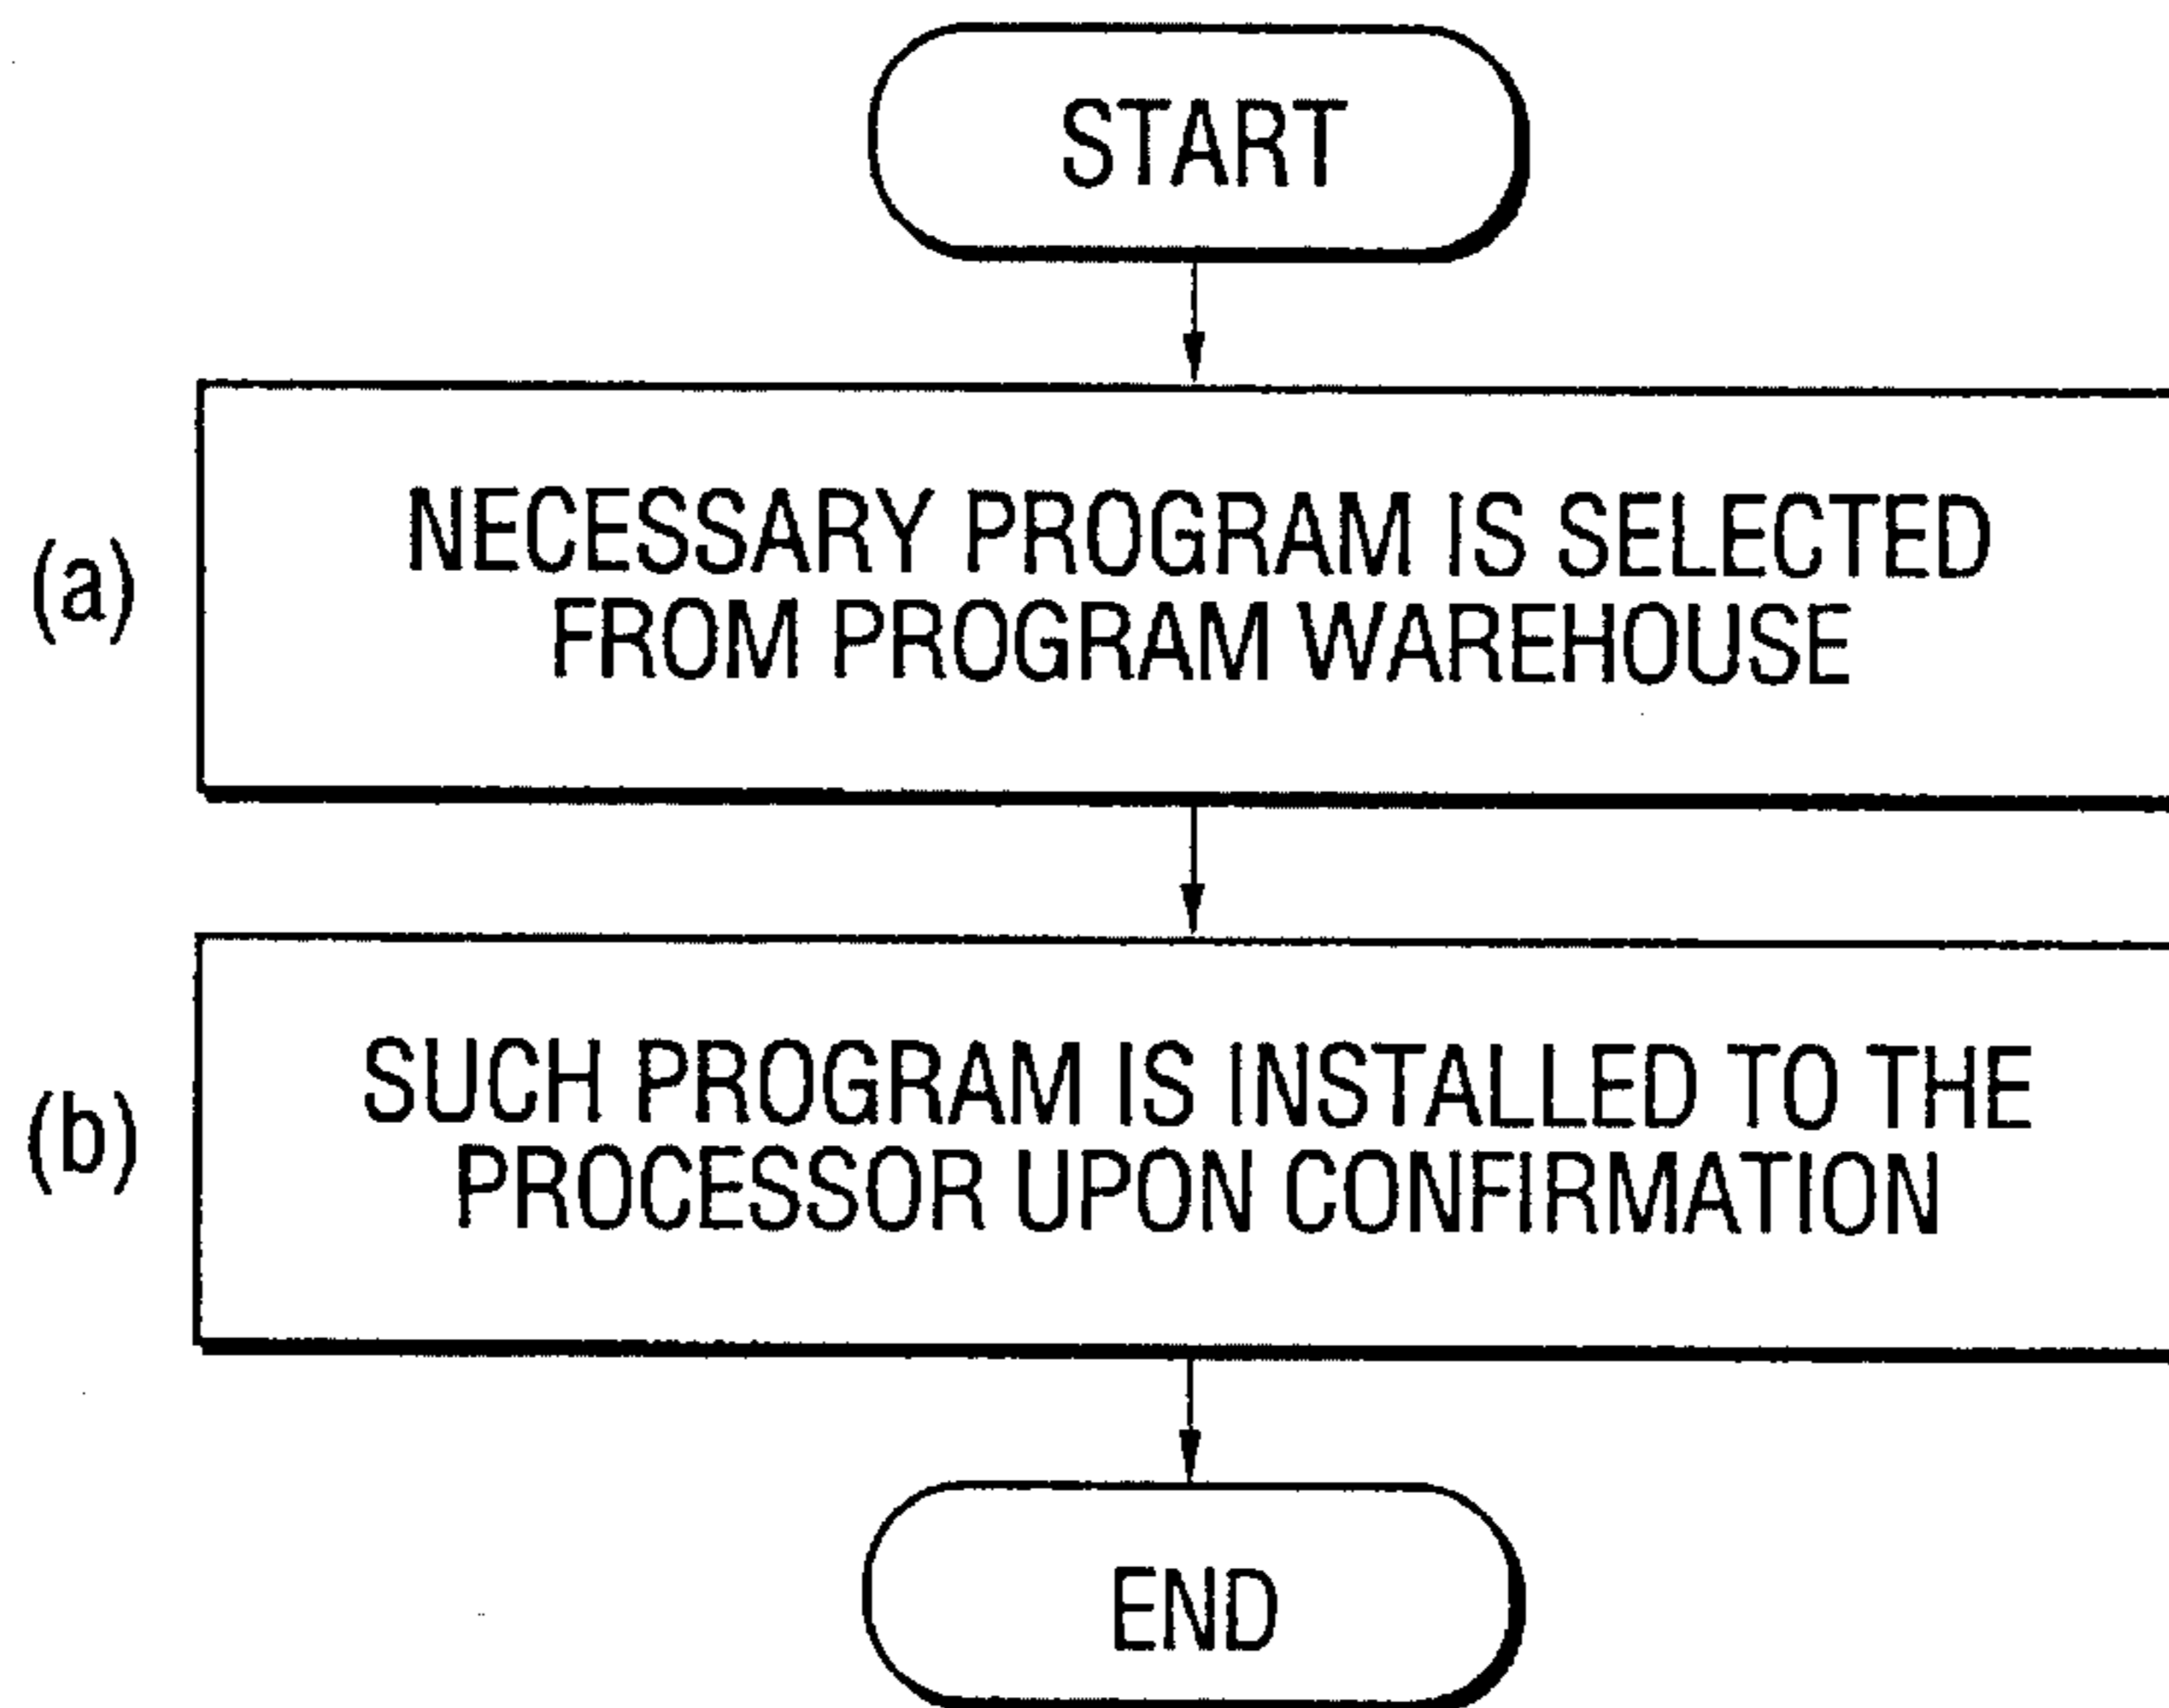 START
(a)
NECESSARY PROGRAM IS SELECTED
FROM PROGRAM WAREHOUSE
(b)
SUCH PROGRAM IS INSTALLED TO THE
PROCESSOR UPON CONFIRMATION
END